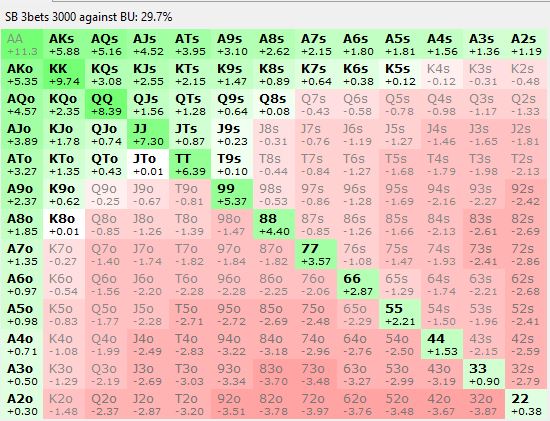 SB 3bets 3000 against BU: 29.7%
AA AKs AQs AJs ATs A9s A8s A7s A6s A5s A4s A3s A2s
+11.3 +5.88 +5.16 +4.52 +3.95 +3.10 +2.62 +2.15 +1.80 +1.81 +1.56 +1.36 +1.19
AKo KK KQs KJs KTs K9s K8s K7s K6s K5s K4s K3s K2s
+5.35 +9.74 +3.08 +2.55 +2.15 +1.47 +0.89 +0.64 +0.38 +0.12 -0.12 -0.31 -0.48
AQo KQo QQ QJs QTs Q9s Q8s Q7s Q6s Q5s Q4s Q3s Q2s
+4.57 +2.35 +8.39 +1.56 +1.28 +0.64 +0.08 -0.43 -0.58 -0.78 -0.98 -1.17 -1.33
AJo KJo QJo JJ JTs J9s J8s J7s J6s J5s J4s J3s J2s
+3.89 +1.78 +0.74 +7.30 +0.87 +0.23 -0.31 -0.76 -1.19 -1.27 -1.46 -1.65 -1.81
ATo KTo QTo JTo TT T9s T8s T7s T6s T5s T4s T3s T2s
+3.27 +1.35 +0.43 +0.01 +6.39 +0.10 -0.44 -0.84 -1.27 -1.68 -1.79 -1.98 -2.13
A9o K9o Q9o J9o T9o 99 98s 97s 96s 95s 94s 93s 92s
+2.37 +0.62 -0.25 -0.67 -0.81 +5.37 -0.53 -0.86 -1.28 -1.69 -2.16 -2.27 -2.42
A8o K8o Q8o J8o T8o 98o 88 87s 86s 85s 84s 83s 82s
+1.85 +0.01 -0.85 -1.26 -1.39 -1.47 +4.40 -0.85 -1.26 -1.66 -2.13 -2.61 -2.69
A7o K7o Q7o J7o T7o 97o 87o 77 76s 75s 74s 73s 72s
+1.35 -0.27 -1.40 -1.74 -1.82 -1.84 -1.82 +3.57 -1.08 -1.47 -1.93 -2.41 -2.86
A6o K6o Q6o J6o T6o 96o 86o 76o 66 65s 64s 63s 62s
+0.97 -0.54 -1.56 -2.20 -2.28 -2.28 -2.25 -2.06 +2.87 -1.29 -1.74 -2.21 -2.68
A5o K5o Q5o J5o T5o 95o 85o 75o 65o 55 54s 53s 52s
+0.98 -0.83 -1.77 -2.28 -2.71 -2.72 -2.69 -2.48 -2.29 +2.21 -1.50 -1.96 -2.41
A4o K4o Q4o J4o T4o 94o 84o 74o 64o 54o 44 43s 42s
+0.71 -1.08 -1.99 -2.49 -2.83 -3.22 -3.18 -2.96 -2.76 -2.50 +1.53 -2.15 -2.59
A3o K3o Q3o J3o T3o 93o 83o 73o 63o 53o 43o 33 32s
+0.50 -1.29 -2.19 -2.69 -3.03 -3.34 -3.70 -3.48 -3.27 -2.99 -3.19 +0.90 -2.79
A2o K2o Q2o J2o T2o 92o 82o 72o 62o 52o 42o 32o 22
+0.30 -1.48 -2.37 -2.87 -3.20 -3.51 -3.78 -3.97 -3.76 -3.48 -3.67 -3.87 +0.38